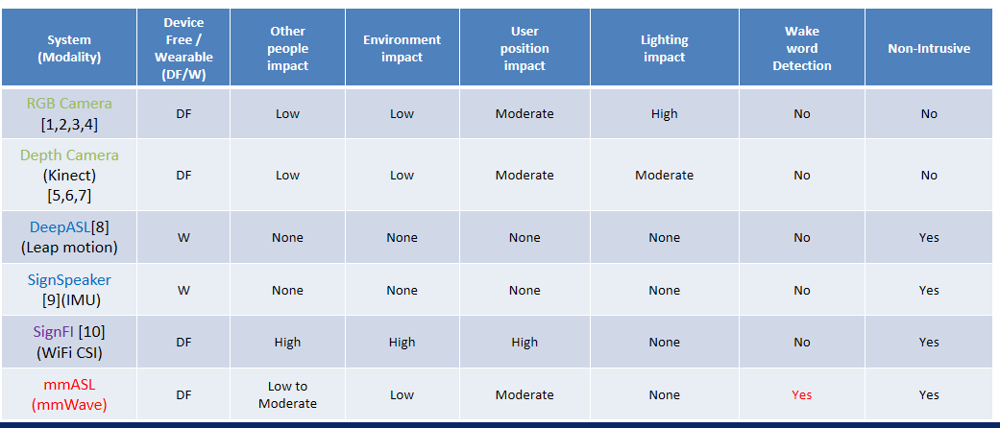 System (Modality) Device Free / Wearable (DF/W) Other people impact Environment impact User position impact Lighting impact Wake word Detection Non-Intrusive
RGB Camera [1,2,3,4] DF Low Low Moderate High No No
Depth Camera (Kinect) [5,6,7] DF Low Low Moderate Moderate No No
DeepASL[8] (Leap motion) W None None None None No Yes
SignSpeaker [9](IMU) W None None None None No Yes
SignFI [10] (WiFi CSI) DF High High High None No Yes
mmASL (mmWave) DF Low to Moderate Low Moderate None Yes Yes